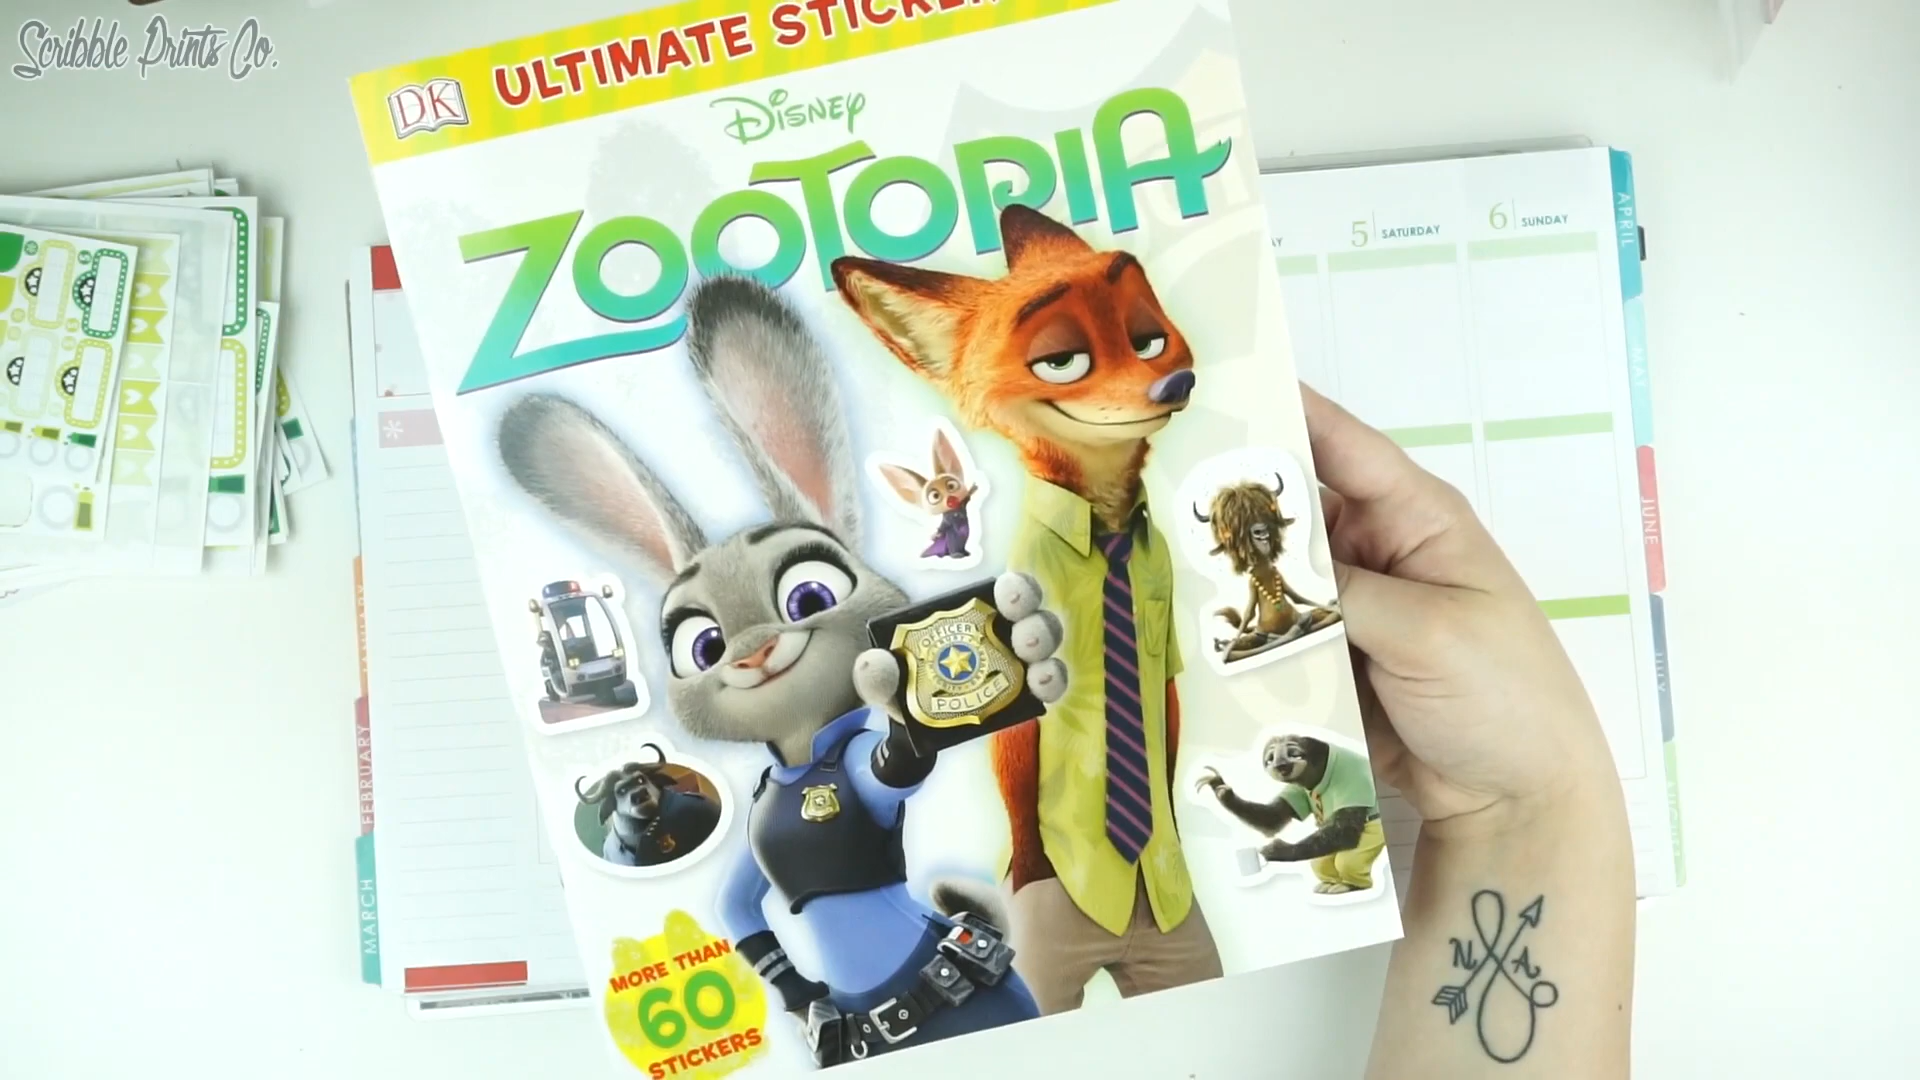 Scribble Prints Co.
DK
ULTIMATE
DISNEY
ZOOTOPIA
5 SATURDAY
6 SUNDAY
APRIL
MAY
JUNE
JULY
FEBRUARY
MARCH
OFFICER
TRUST
POLICE
MORE THAN
60
STICKERS
N A